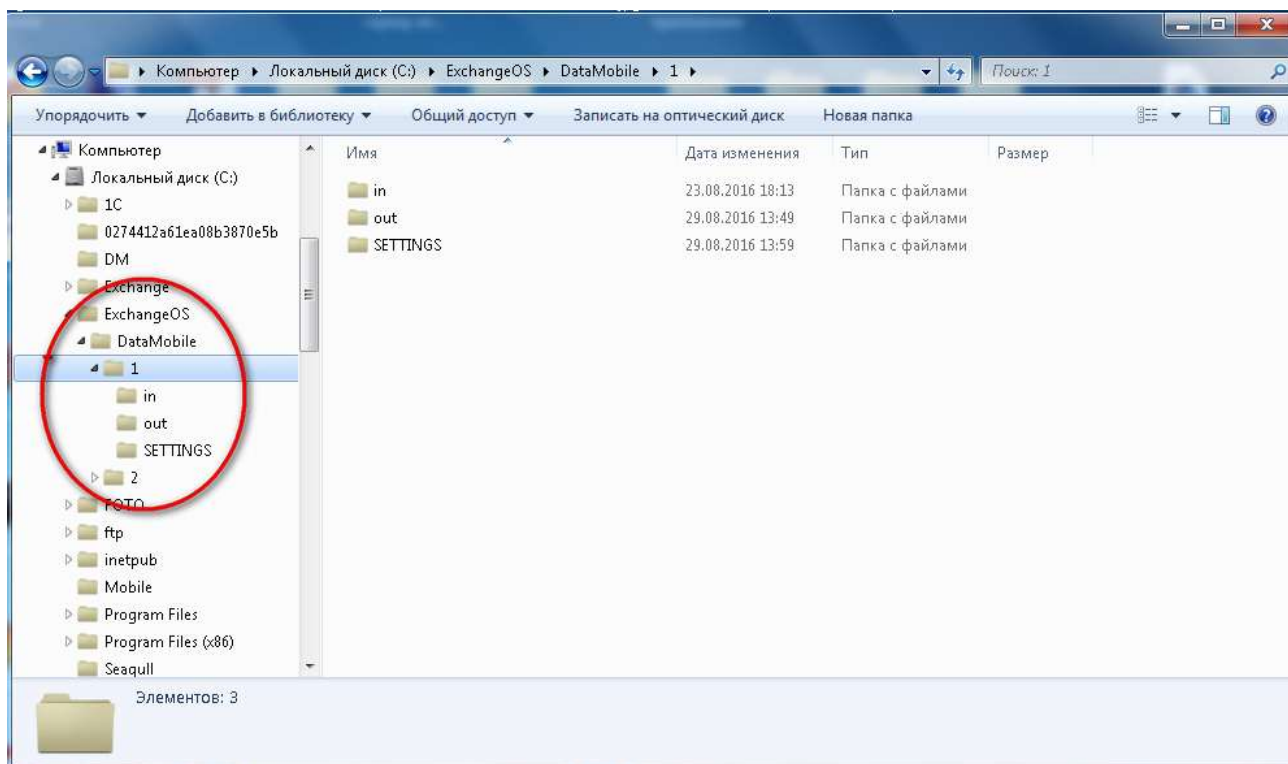 Компьютер ▸ Локальный диск (C:) ▸ ExchangeOS ▸ DataMobile ▸ 1 ▸
Поиск: 1
Упорядочить Добавить в библиотеку Общий доступ Записать на оптический диск Новая папка
Компьютер
Локальный диск (C:)
1C
0274412a61ea08b3870e5b
DM
Exchange
ExchangeOS
DataMobile
1
in
out
SETTINGS
2
FOTO
ftp
inetpub
Mobile
Program Files
Program Files (x86)
Seagull
Имя Дата изменения Тип Размер
in 23.08.2016 18:13 Папка с файлами
out 29.08.2016 13:49 Папка с файлами
SETTINGS 29.08.2016 13:59 Папка с файлами
Элементов: 3